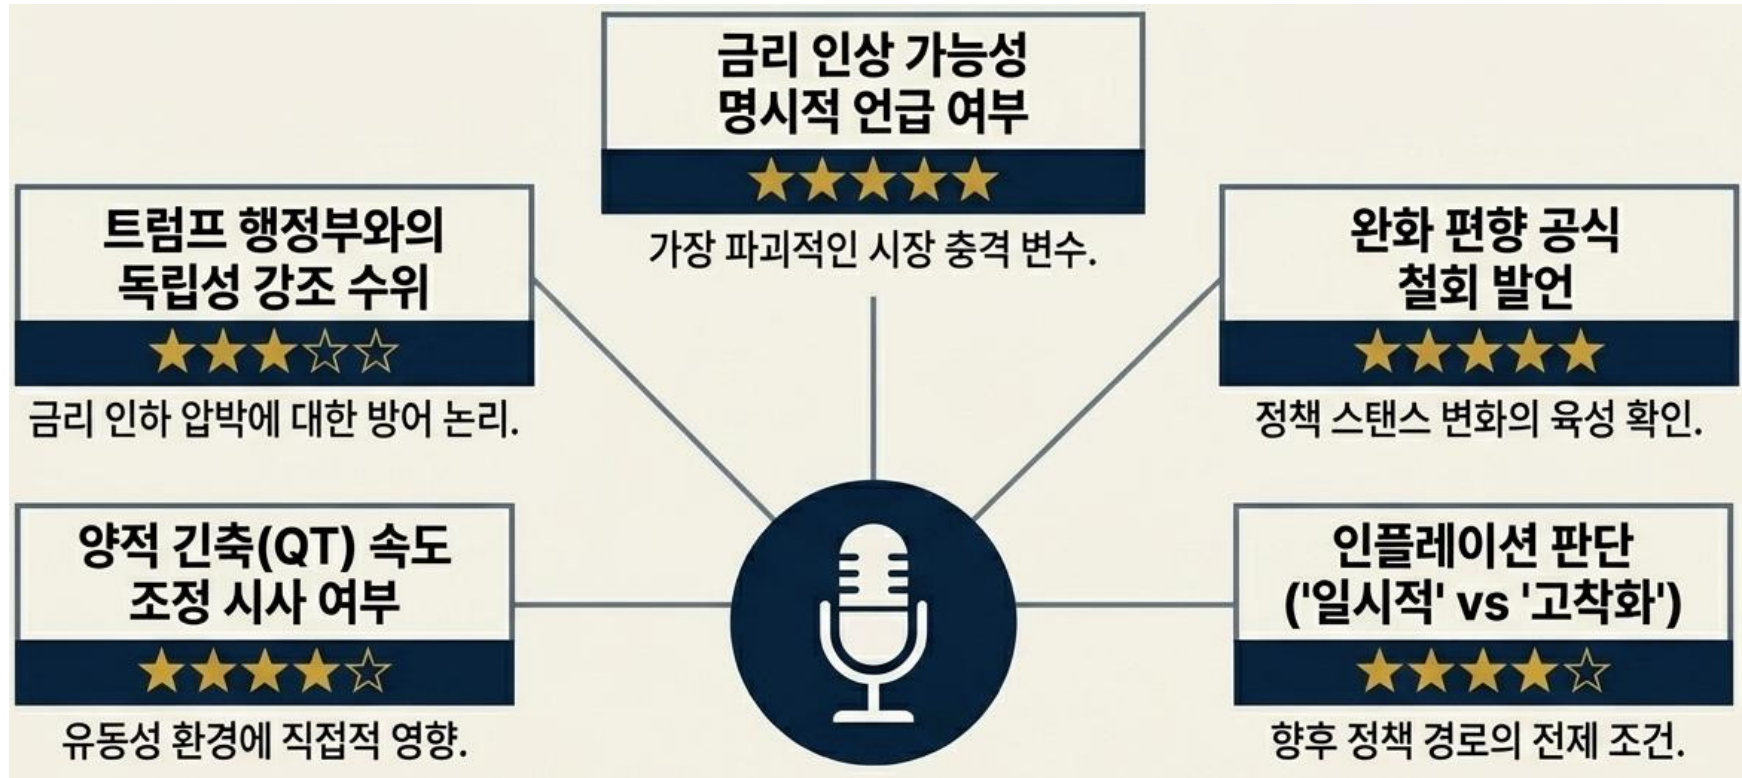 금리 인상 가능성
명시적 언급 여부
★★★★★
가장 파괴적인 시장 충격 변수.
트럼프 행정부와의
독립성 강조 수위
★★★☆☆
금리 인하 압박에 대한 방어 논리.
완화 편향 공식
철회 발언
★★★★★
정책 스탠스 변화의 육성 확인.
양적 긴축(QT) 속도
조정 시사 여부
★★★★☆
유동성 환경에 직접적 영향.
인플레이션 판단
('일시적' vs '고착화')
★★★★☆
향후 정책 경로의 전제 조건.